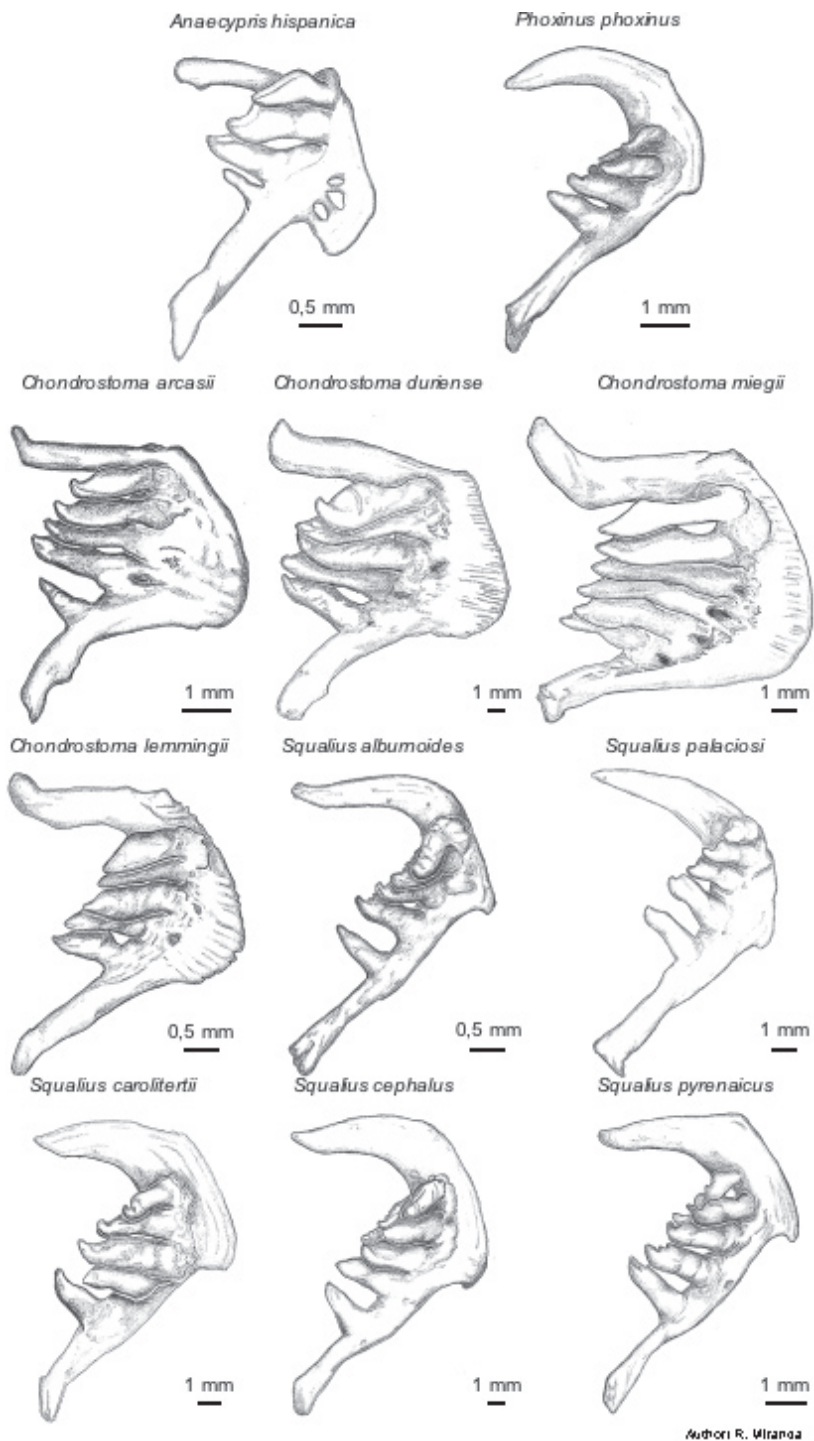 Anaecypris hispanica
Phoxinus phoxinus
0,5 mm
1 mm
Chondrostoma arcasii
Chondrostoma duriense
Chondrostoma miegii
1 mm
1 mm
1 mm
Chondrostoma lemmingii
Squalius alburnoides
Squalius palaciosi
0,5 mm
0,5 mm
1 mm
Squalius carolitertii
Squalius cephalus
Squalius pyrenaicus
1 mm
1 mm
1 mm
Author: R. Miranda